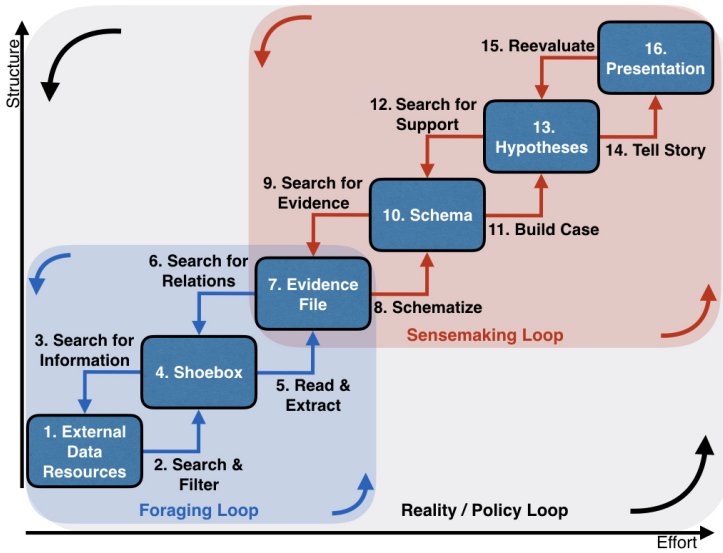 Structure
15. Reevaluate
16.
Presentation
12. Search for
Support
13.
Hypotheses
14. Tell Story
9. Search for
Evidence
10. Schema
11. Build Case
6. Search for
Relations
7. Evidence
File
8. Schematize
Sensemaking Loop
3. Search for
Information
4. Shoebox
5. Read &
Extract
1. External
Data
Resources
2. Search &
Filter
Foraging Loop
Reality / Policy Loop
Effort